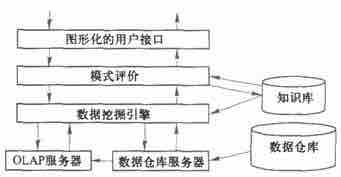 图形化的用户接口
模式评价
知识库
数据挖掘引擎
数据仓库
OLAP服务器
数据仓库服务器